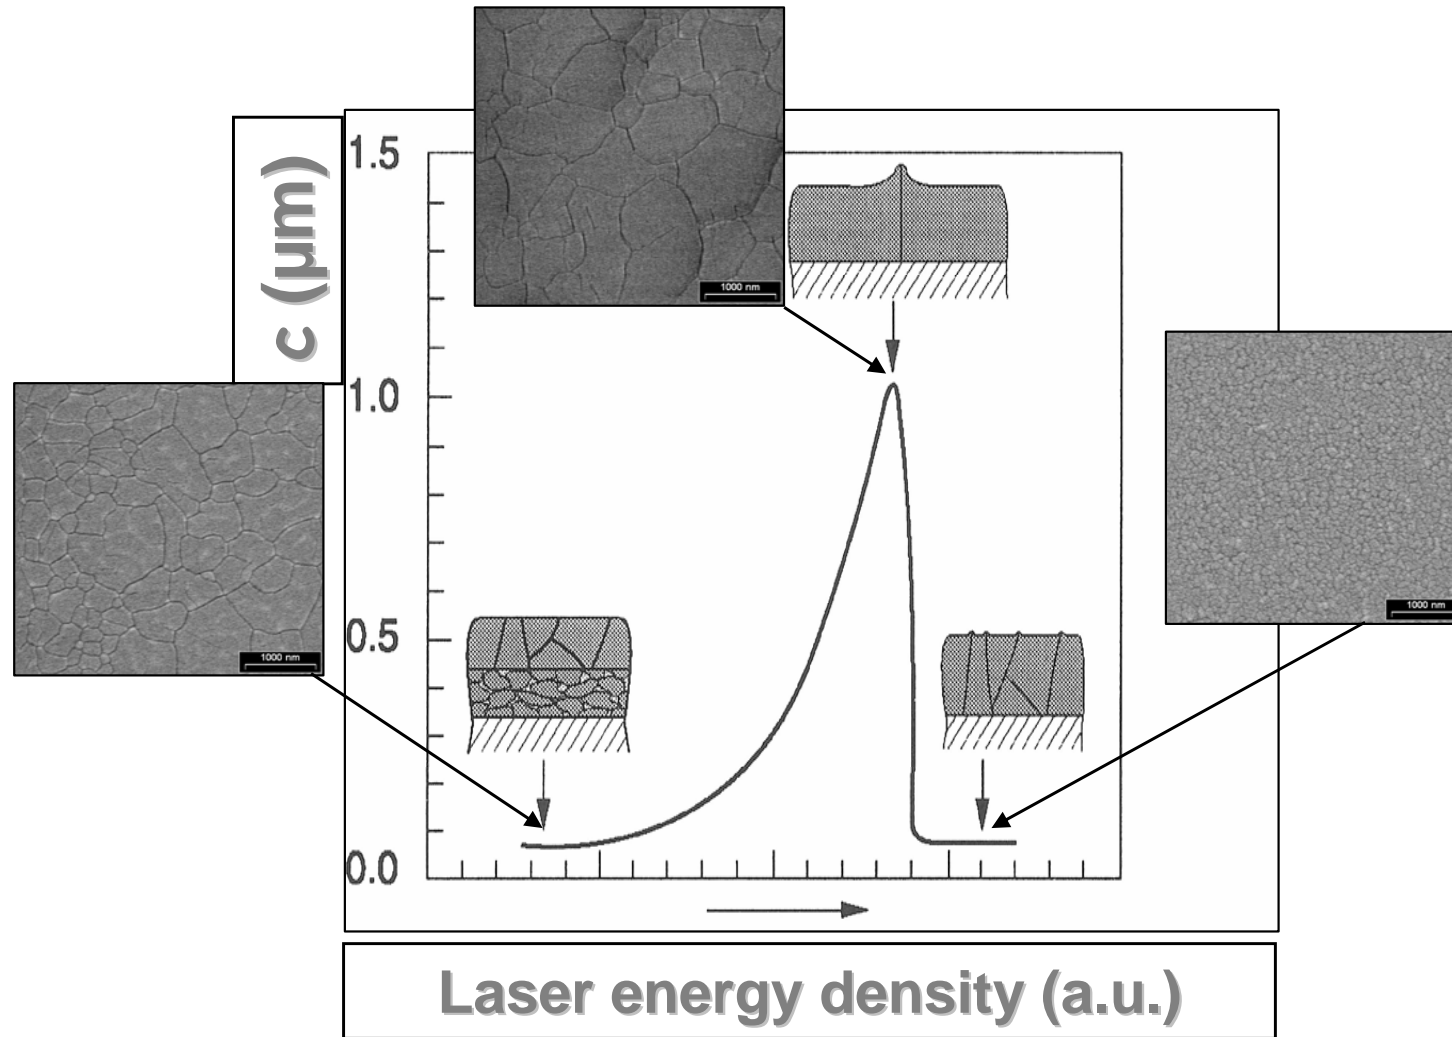 1000 nm
1.5
c (μm)
1000 nm
1.0
1000 nm
0.5
0.0
Laser energy density (a.u.)